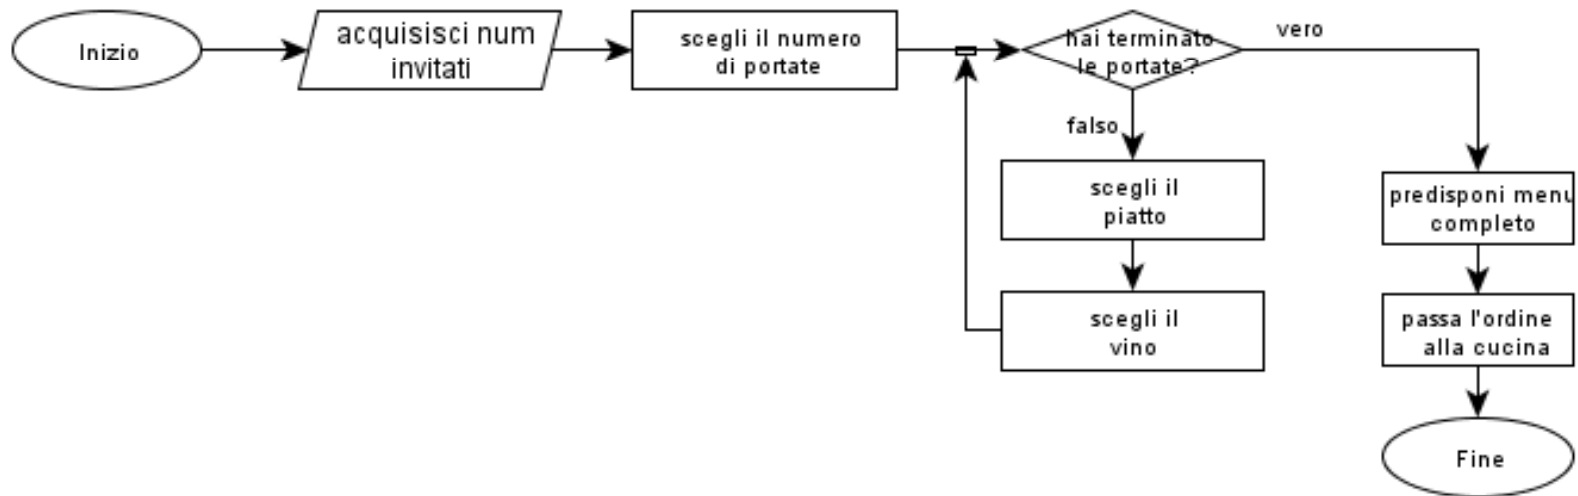 Inizio
acquisisci num
invitati
scegli il numero
di portate
hai terminato
le portate?
vero
falso
scegli il
piatto
scegli il
vino
predisponi menu
completo
passa l'ordine
alla cucina
Fine